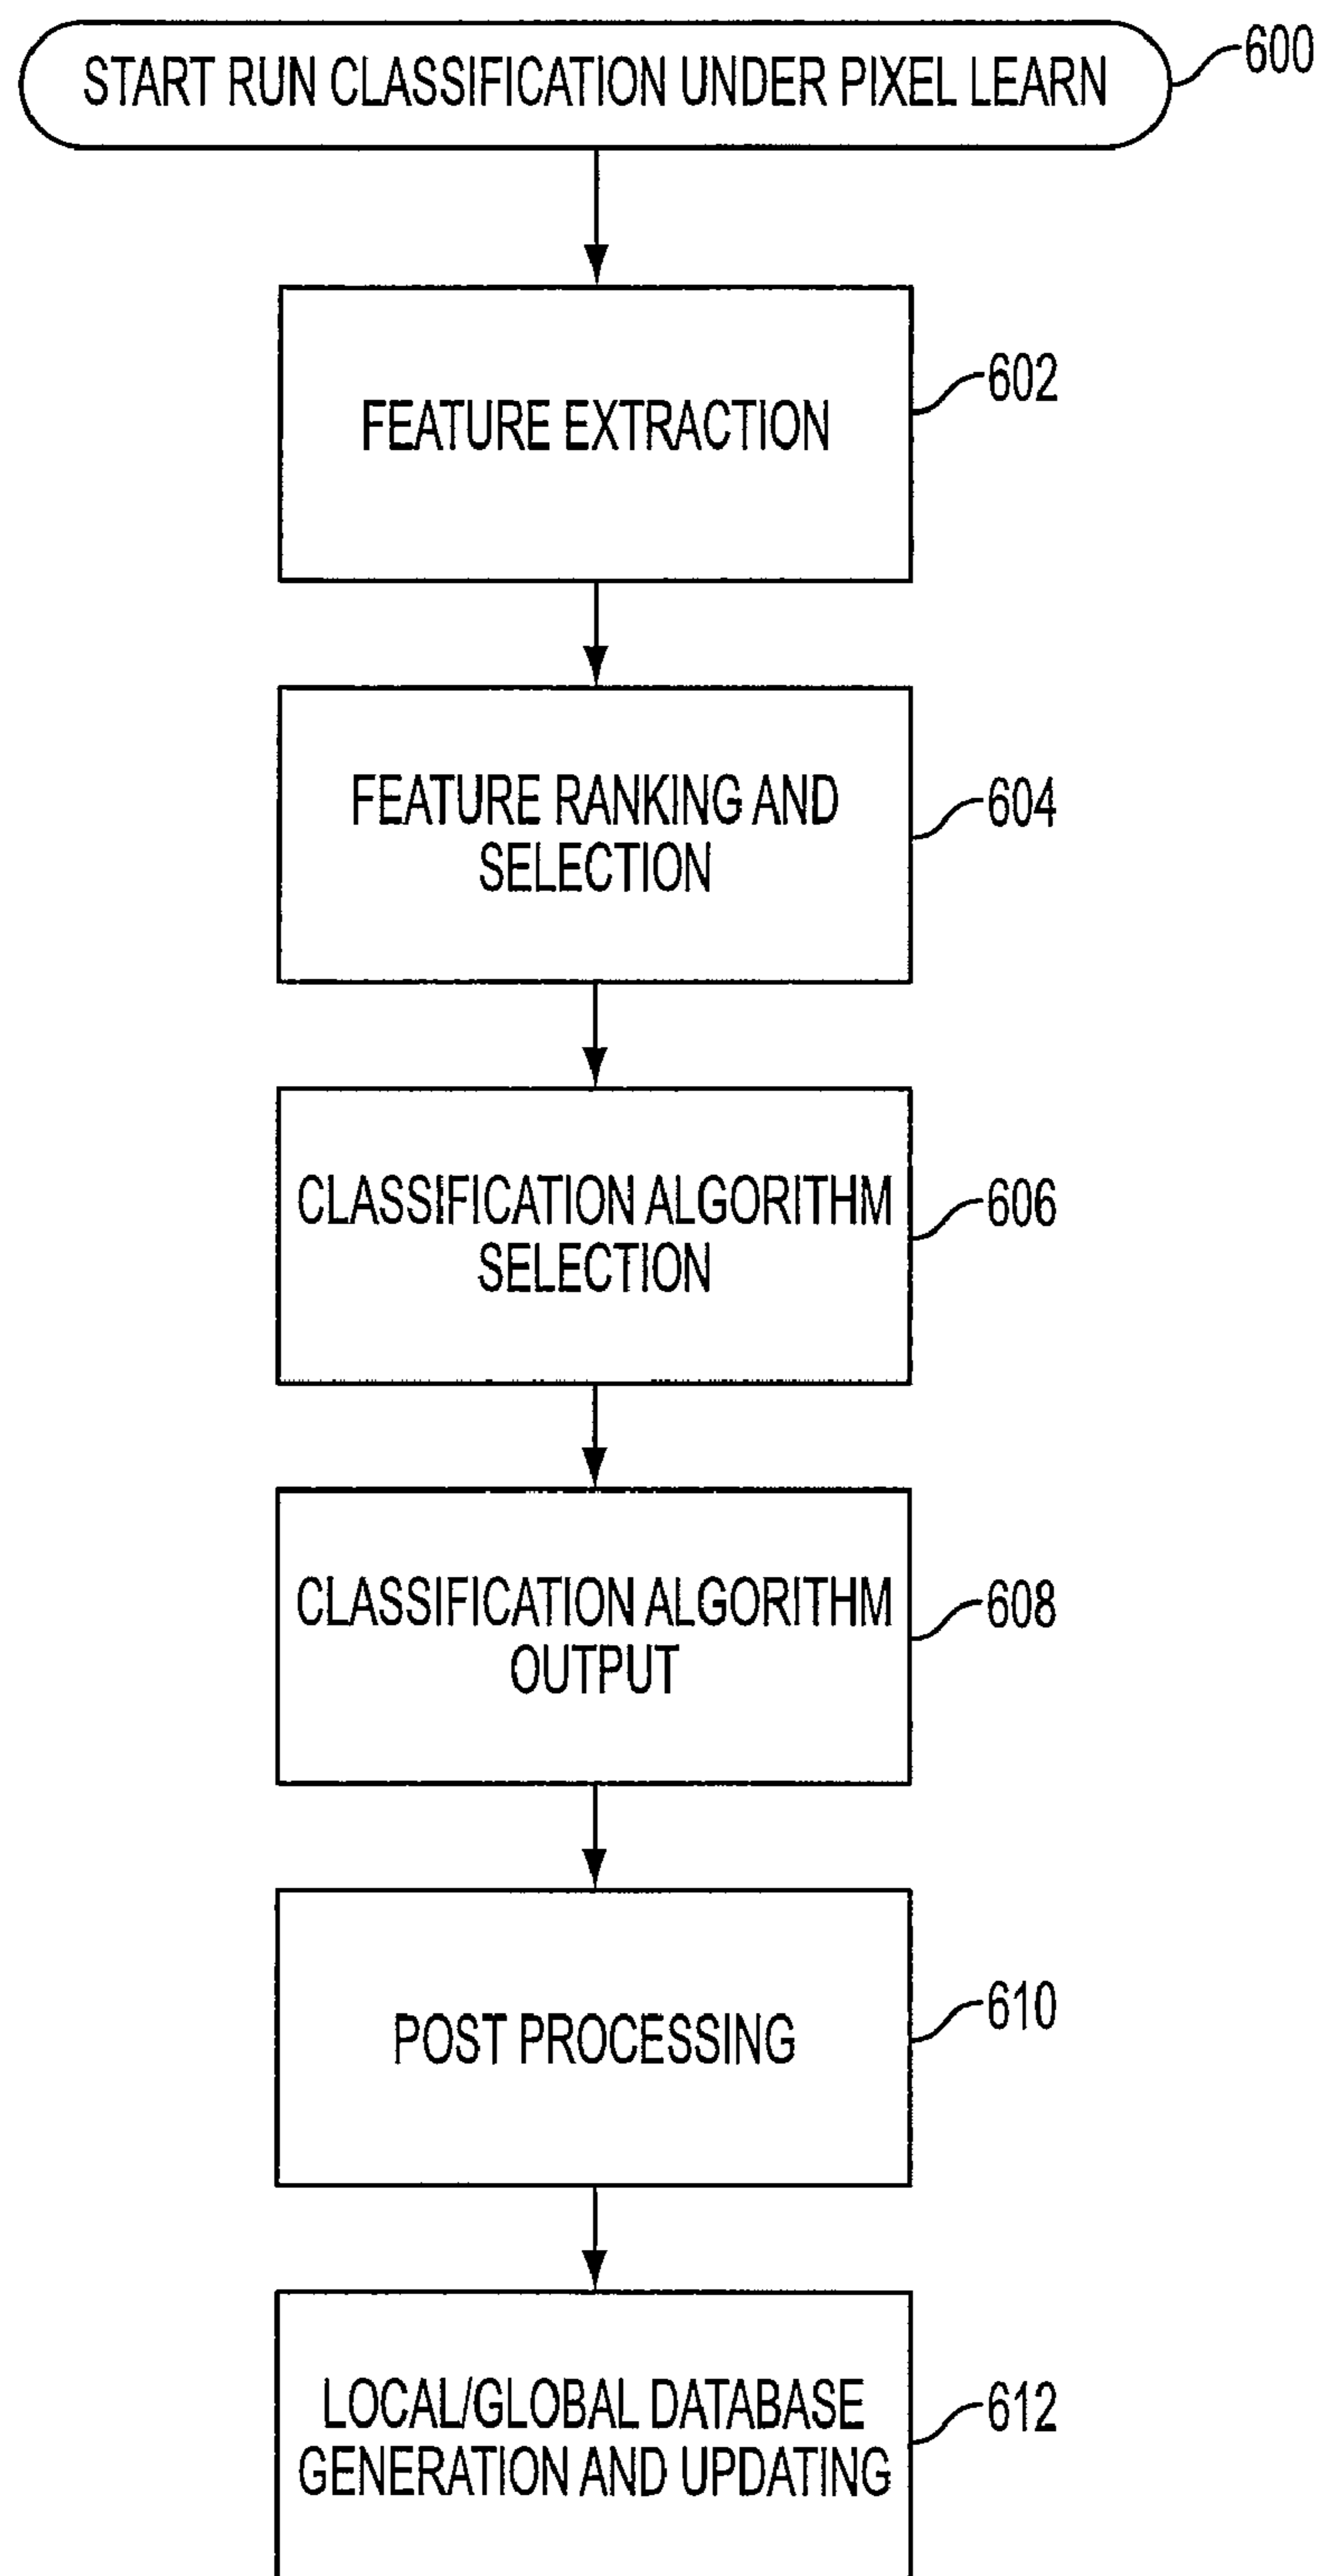 START RUN CLASSIFICATION UNDER PIXEL LEARN
600
FEATURE EXTRACTION
602
FEATURE RANKING AND
SELECTION
604
CLASSIFICATION ALGORITHM
SELECTION
606
CLASSIFICATION ALGORITHM
OUTPUT
608
POST PROCESSING
610
LOCAL/GLOBAL DATABASE
GENERATION AND UPDATING
612